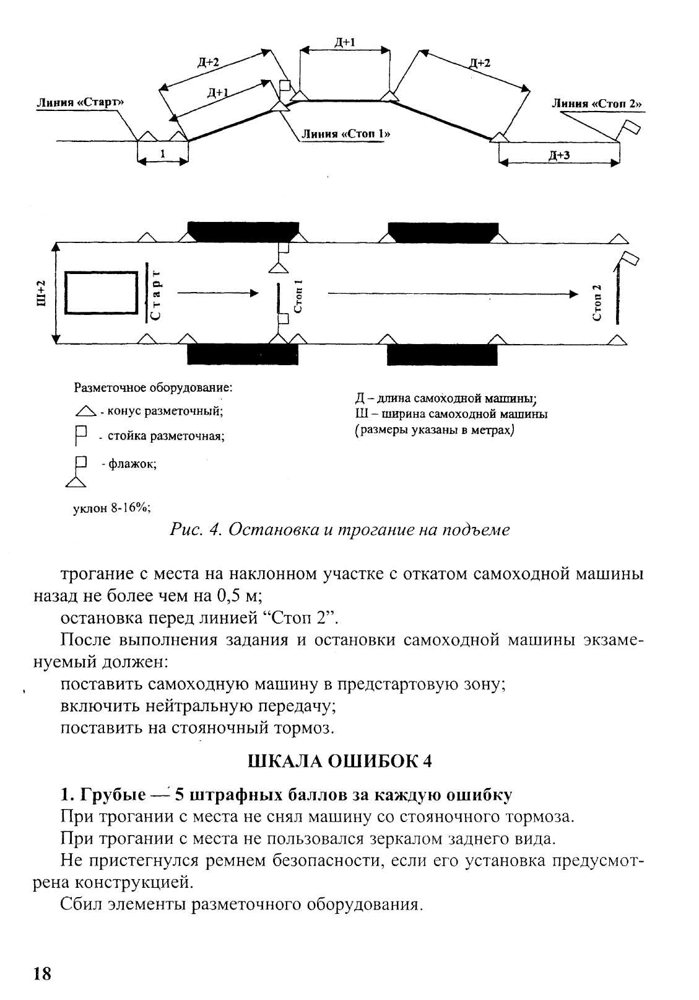 Д+1
Д+2
Д+2
Д+1
Линия «Старт»
Линия «Стоп 2»
Линия «Стоп 1»
1
Д+3
Ш+2
Старт
Стоп 1
Стоп 2
Разметочное оборудование:
- конус разметочный;
- стойка разметочная;
- флажок;
уклон 8-16%;
Д – длина самоходной машины;
Ш – ширина самоходной машины
(размеры указаны в метрах)
Рис. 4. Остановка и трогание на подъеме
трогание с места на наклонном участке с откатом самоходной машины
назад не более чем на 0,5 м;
остановка перед линией “Стоп 2”.
После выполнения задания и остановки самоходной машины экзаме-
нуемый должен:
поставить самоходную машину в предстартовую зону;
включить нейтральную передачу;
поставить на стояночный тормоз.
ШКАЛА ОШИБОК 4
1. Грубые — 5 штрафных баллов за каждую ошибку
При трогании с места не снял машину со стояночного тормоза.
При трогании с места не пользовался зеркалом заднего вида.
Не пристегнулся ремнем безопасности, если его установка предусмот-
рена конструкцией.
Сбил элементы разметочного оборудования.
18